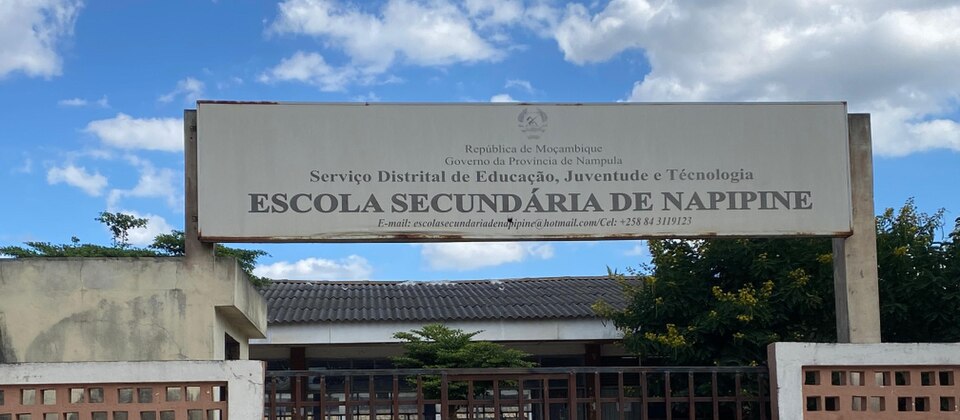 República de Moçambique
Governo da Província de Nampula
Serviço Distrital de Educação, Juventude e Técnologia
ESCOLA SECUNDÁRIA DE NAPIPINE
E-mail: escolasecundariadenapipine@hotmail.com/Cel: +258 84 3119123